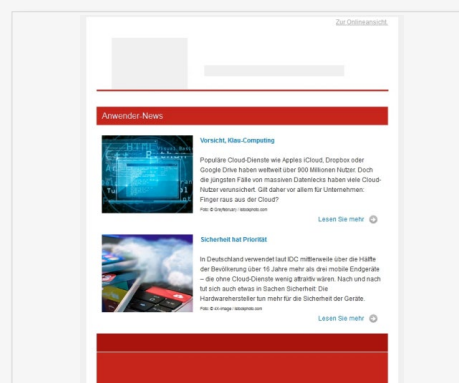 Zur Onlineansicht.
Anwender-News
Vorsicht, Klau-Computing
Populäre Cloud-Dienste wie Apples iCloud, Dropbox oder
Google Drive haben weltweit über 900 Millionen Nutzer. Doch
die jüngsten Fälle von massiven Datenlecks haben viele Cloud-
Nutzer verunsichert. Gilt daher vor allem für Unternehmen:
Finger raus aus der Cloud?
Lesen Sie mehr
Sicherheit hat Priorität
In Deutschland verwendet laut IDC mittlerweile über die Hälfte
der Bevölkerung über 16 Jahre mehr als drei mobile Endgeräte
– die ohne Cloud-Dienste wenig attraktiv wären. Nach und nach
tut sich auch etwas in Sachen Sicherheit: Die
Hardwarehersteller tun mehr für die Sicherheit der Geräte.
Lesen Sie mehr